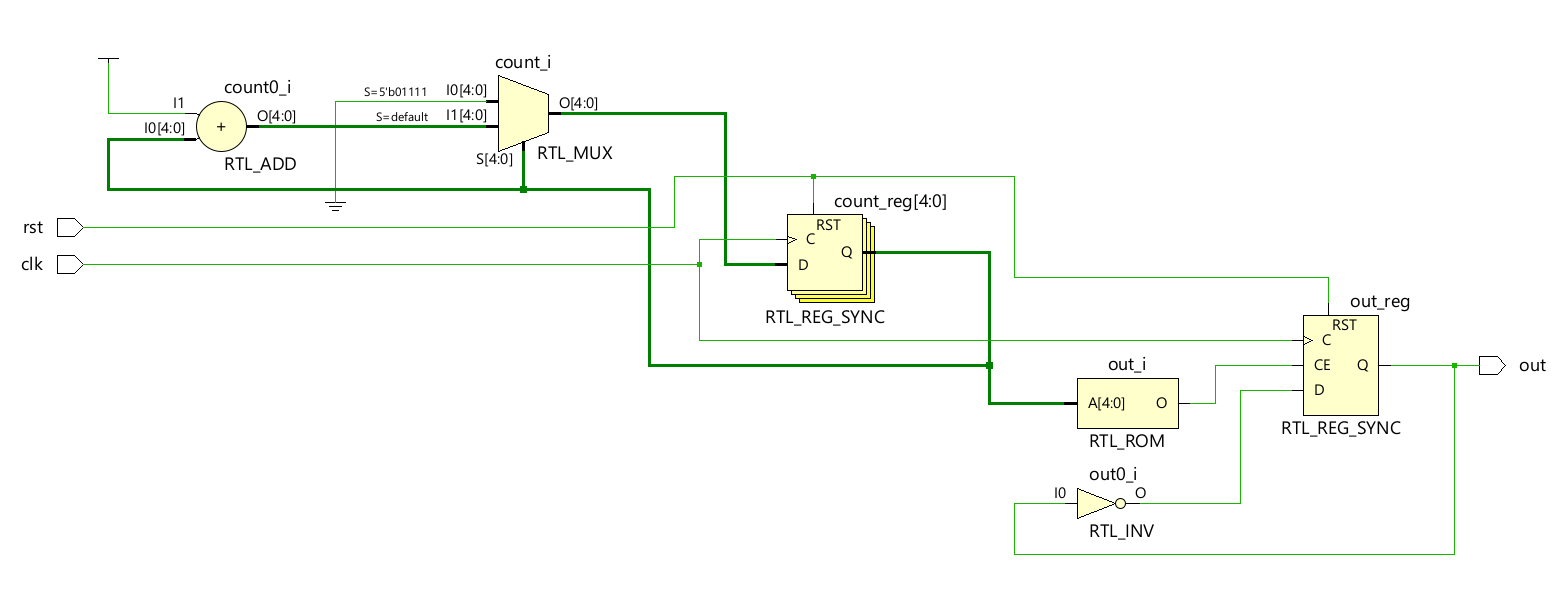 count_i
count0_i
S=5'b01111
I0[4:0]
I1
O[4:0]
O[4:0]
S=default
I1[4:0]
I0[4:0]
+
RTL_ADD
S[4:0]
RTL_MUX
count_reg[4:0]
rst
RST
C
Q
clk
D
RTL_REG_SYNC
out_reg
RST
C
out_i
CE
Q
out
D
A[4:0]
O
RTL_ROM
RTL_REG_SYNC
out0_i
I0
O
RTL_INV